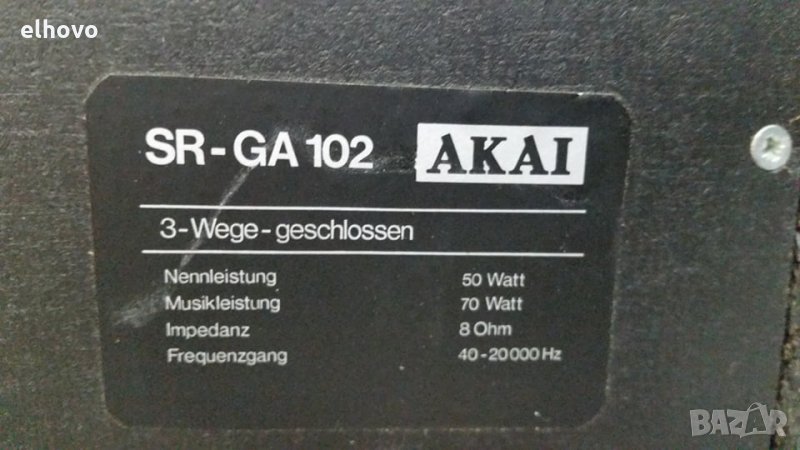 elhovo
SR-GA 102 AKAI
3-Wege-geschlossen
Nennleistung 50 Watt
Musikleistung 70 Watt
Impedanz 8 Ohm
Frequenzgang 40-20000 Hz
BAZAR